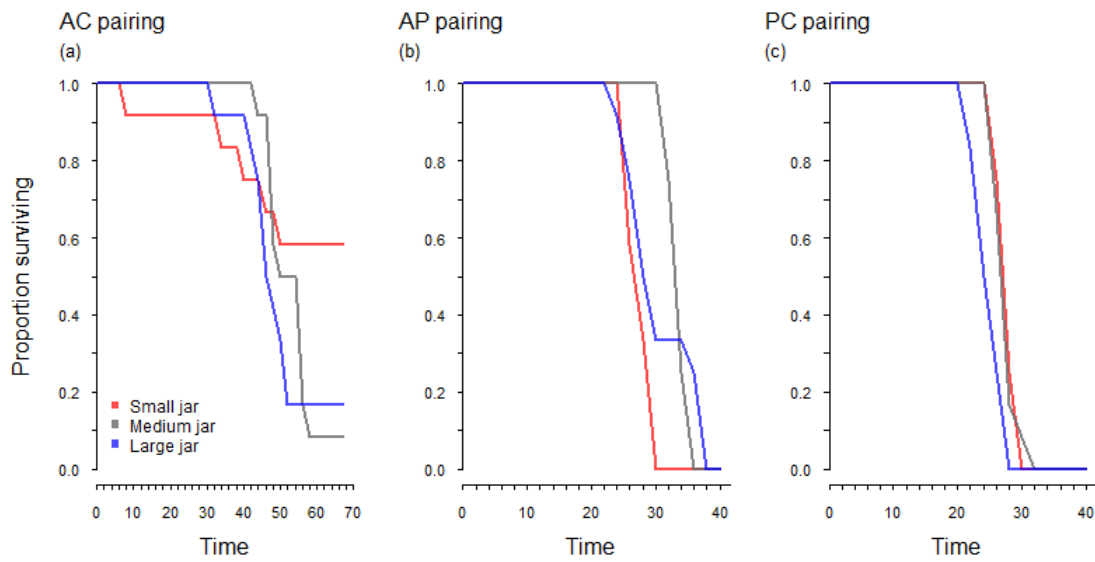 AC pairing
(a)
AP pairing
(b)
PC pairing
(c)
Proportion surviving
1.0
0.8
0.6
0.4
0.2
0.0
Small jar
Medium jar
Large jar
0 10 20 30 40 50 60 70
Time
1.0
0.8
0.6
0.4
0.2
0.0
0 10 20 30 40
Time
1.0
0.8
0.6
0.4
0.2
0.0
0 10 20 30 40
Time